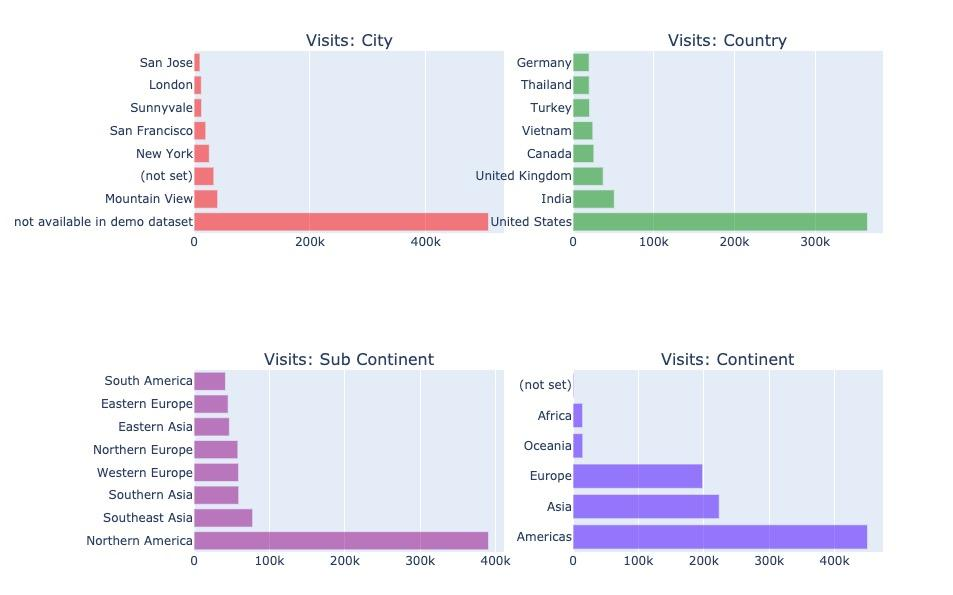 Visits: City
San Jose
London
Sunnyvale
San Francisco
New York
(not set)
Mountain View
not available in demo dataset
0 200k 400k
Visits: Country
Germany
Thailand
Turkey
Vietnam
Canada
United Kingdom
India
United States
0 100k 200k 300k
Visits: Sub Continent
South America
Eastern Europe
Eastern Asia
Northern Europe
Western Europe
Southern Asia
Southeast Asia
Northern America
0 100k 200k 300k 400k
Visits: Continent
(not set)
Africa
Oceania
Europe
Asia
Americas
0 100k 200k 300k 400k